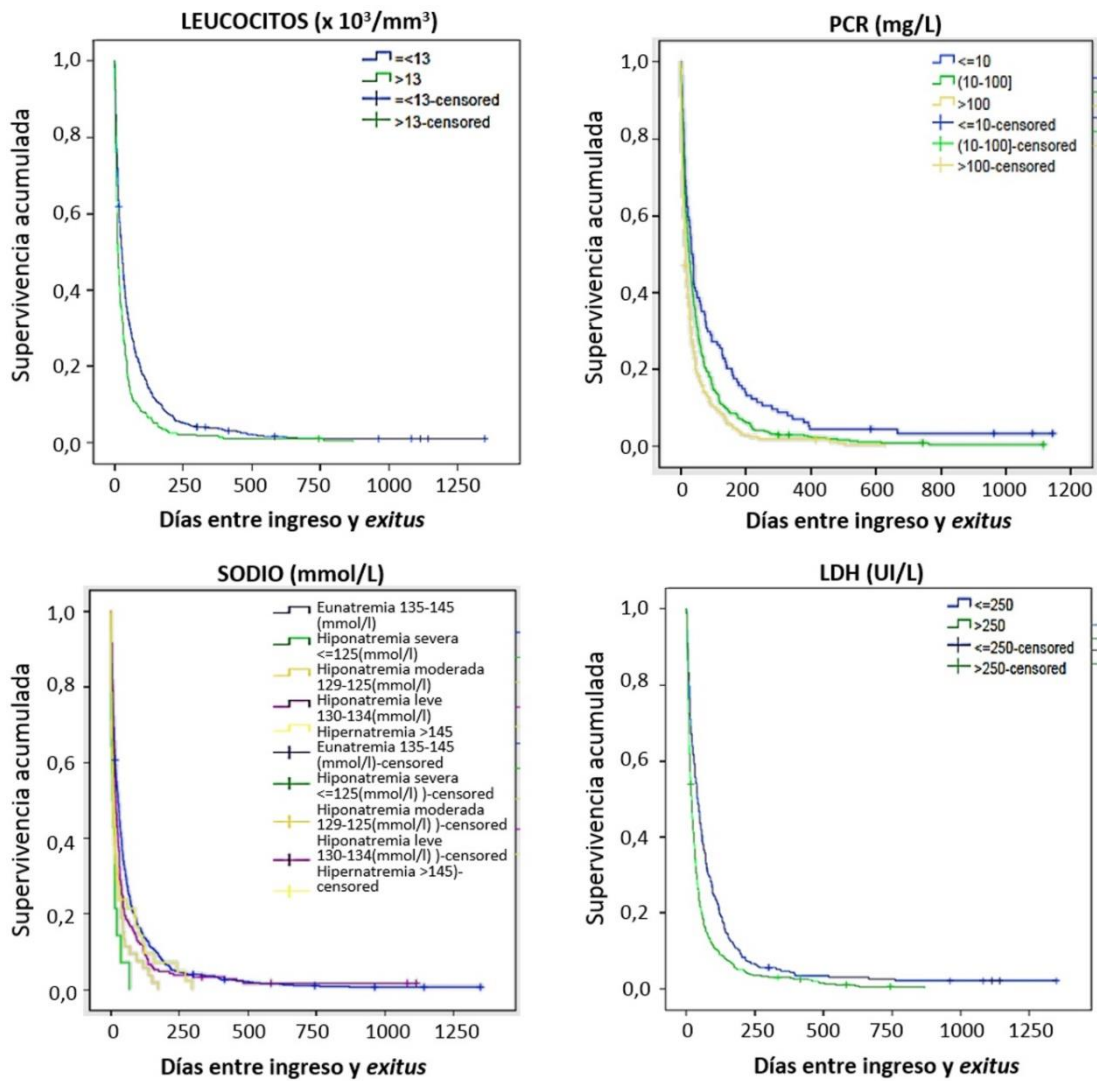 LEUCOCITOS (x 10³/mm³)
Supervivencia acumulada
1,0
0,8
0,6
0,4
0,2
0,0
=<13
>13
=<13-censored
>13-censored
0 250 500 750 1000 1250
Días entre ingreso y exitus
PCR (mg/L)
Supervivencia acumulada
1,0
0,8
0,6
0,4
0,2
0,0
<=10
(10-100]
>100
<=10-censored
(10-100]-censored
>100-censored
0 200 400 600 800 1000 1200
Días entre ingreso y exitus
SODIO (mmol/L)
Supervivencia acumulada
1,0
0,8
0,6
0,4
0,2
0,0
Eunatremia 135-145
(mmol/l)
Hiponatremia severa
<=125(mmol/l)
Hiponatremia moderada
129-125(mmol/l)
Hiponatremia leve
130-134(mmol/l)
Hipernatremia >145
Eunatremia 135-145
(mmol/l)-censored
Hiponatremia severa
<=125(mmol/l) )-censored
Hiponatremia moderada
129-125(mmol/l) )-censored
Hiponatremia leve
130-134(mmol/l) )-censored
Hipernatremia >145)-
censored
0 250 500 750 1000 1250
Días entre ingreso y exitus
LDH (UI/L)
Supervivencia acumulada
1,0
0,8
0,6
0,4
0,2
0,0
<=250
>250
<=250-censored
>250-censored
0 250 500 750 1000 1250
Días entre ingreso y exitus